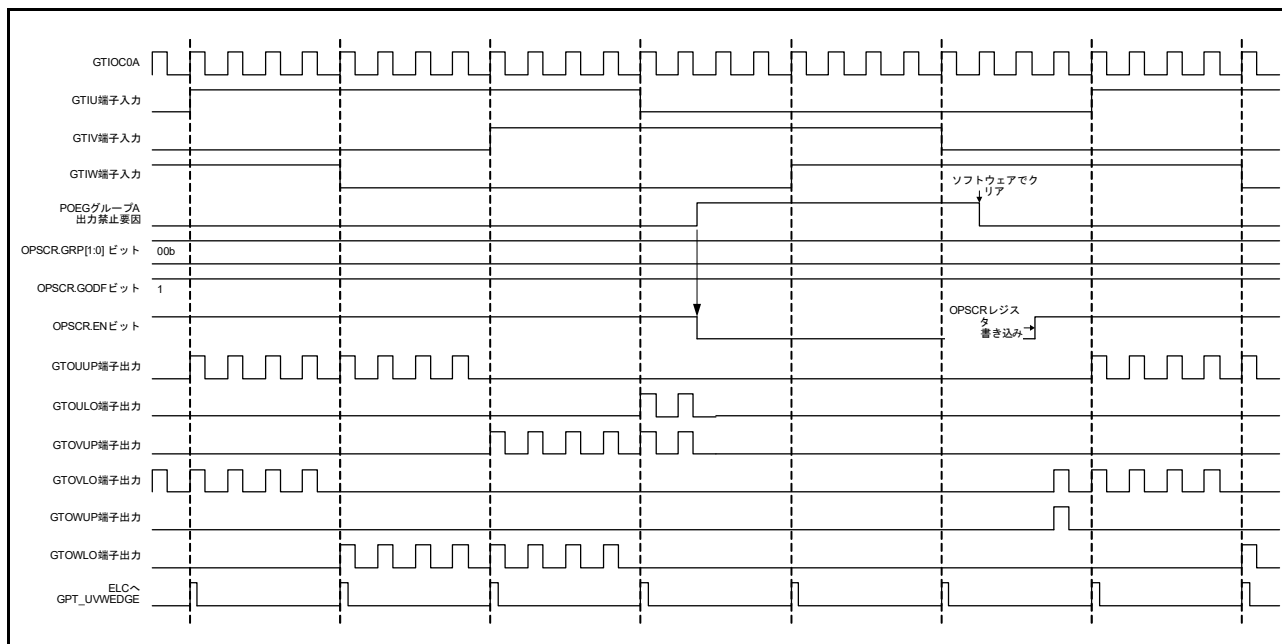 GTIOC0A
GTIU端子入力
GTIV端子入力
GTIW端子入力
ソフトウェアでク
リア
POEGグループA
出力禁止要因
OPSCR.GRP[1:0] ビット
00b
OPSCR.GODFビット
1
OPSCR.ENビット
OPSCRレジス
タ
書き込み
GTOUUP端子出力
GTOULO端子出力
GTOVUP端子出力
GTOVLO端子出力
GTOWUP端子出力
GTOWLO端子出力
ELCへ
GPT_UVWEDGE